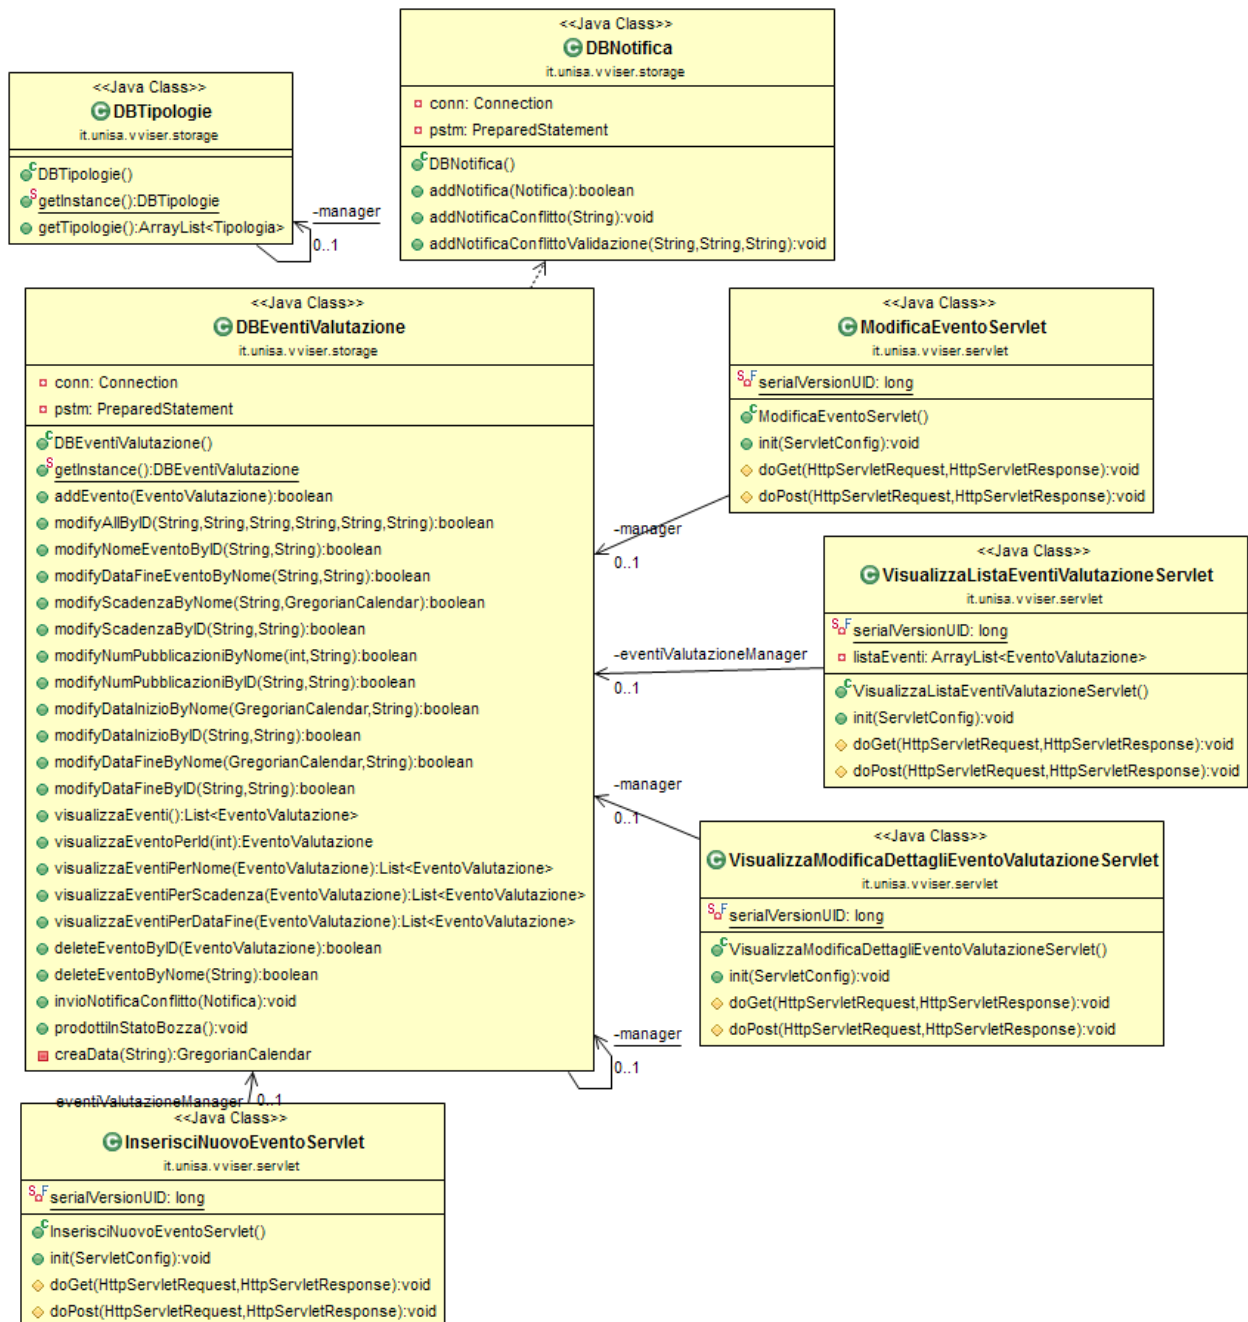 <<Java Class>>
DBNotifica
it.unisa.vviser.storage
conn: Connection
pstm: PreparedStatement
DBNotifica()
addNotifica(Notifica):boolean
addNotificaConflitto(String):void
addNotificaConflittoValidazione(String,String,String):void
<<Java Class>>
DBTipologie
it.unisa.vviser.storage
DBTipologie()
getInstance():DBTipologie
getTipologie():ArrayList<Tipologia>
-manager
0..1
<<Java Class>>
DBEventiValutazione
it.unisa.vviser.storage
conn: Connection
pstm: PreparedStatement
DBEventiValutazione()
getInstance():DBEventiValutazione
addEvento(EventoValutazione):boolean
modifyAllByID(String,String,String,String,String,String):boolean
modifyNomeEventoByID(String,String):boolean
modifyDataFineEventoByNome(String,String):boolean
modifyScadenzaByNome(String,GregorianCalendar):boolean
modifyScadenzaByID(String,String):boolean
modifyNumPubblicazioniByNome(int,String):boolean
modifyNumPubblicazioniByID(String,String):boolean
modifyDataInizioByNome(GregorianCalendar,String):boolean
modifyDataInizioByID(String,String):boolean
modifyDataFineByNome(GregorianCalendar,String):boolean
modifyDataFineByID(String,String):boolean
visualizzaEventi():List<EventoValutazione>
visualizzaEventoPerId(int):EventoValutazione
visualizzaEventiPerNome(EventoValutazione):List<EventoValutazione>
visualizzaEventiPerScadenza(EventoValutazione):List<EventoValutazione>
visualizzaEventiPerDataFine(EventoValutazione):List<EventoValutazione>
deleteEventoByID(EventoValutazione):boolean
deleteEventoByNome(String):boolean
invioNotificaConflitto(Notifica):void
prodottiInStatoBozza():void
creaData(String):GregorianCalendar
<<Java Class>>
ModificaEventoServlet
it.unisa.vviser.servlet
serialVersionUID: long
ModificaEventoServlet()
init(ServletConfig):void
doGet(HttpServletRequest,HttpServletResponse):void
doPost(HttpServletRequest,HttpServletResponse):void
-manager
0..1
<<Java Class>>
VisualizzaListaEventiValutazioneServlet
it.unisa.vviser.servlet
serialVersionUID: long
listaEventi: ArrayList<EventoValutazione>
VisualizzaListaEventiValutazioneServlet()
init(ServletConfig):void
doGet(HttpServletRequest,HttpServletResponse):void
doPost(HttpServletRequest,HttpServletResponse):void
-eventiValutazioneManager
0..1
-manager
0..1
<<Java Class>>
VisualizzaModificaDettagliEventoValutazioneServlet
it.unisa.vviser.servlet
serialVersionUID: long
VisualizzaModificaDettagliEventoValutazioneServlet()
init(ServletConfig):void
doGet(HttpServletRequest,HttpServletResponse):void
doPost(HttpServletRequest,HttpServletResponse):void
-manager
0..1
eventiValutazioneManager
0..1
<<Java Class>>
InserisciNuovoEventoServlet
it.unisa.vviser.servlet
serialVersionUID: long
InserisciNuovoEventoServlet()
init(ServletConfig):void
doGet(HttpServletRequest,HttpServletResponse):void
doPost(HttpServletRequest,HttpServletResponse):void